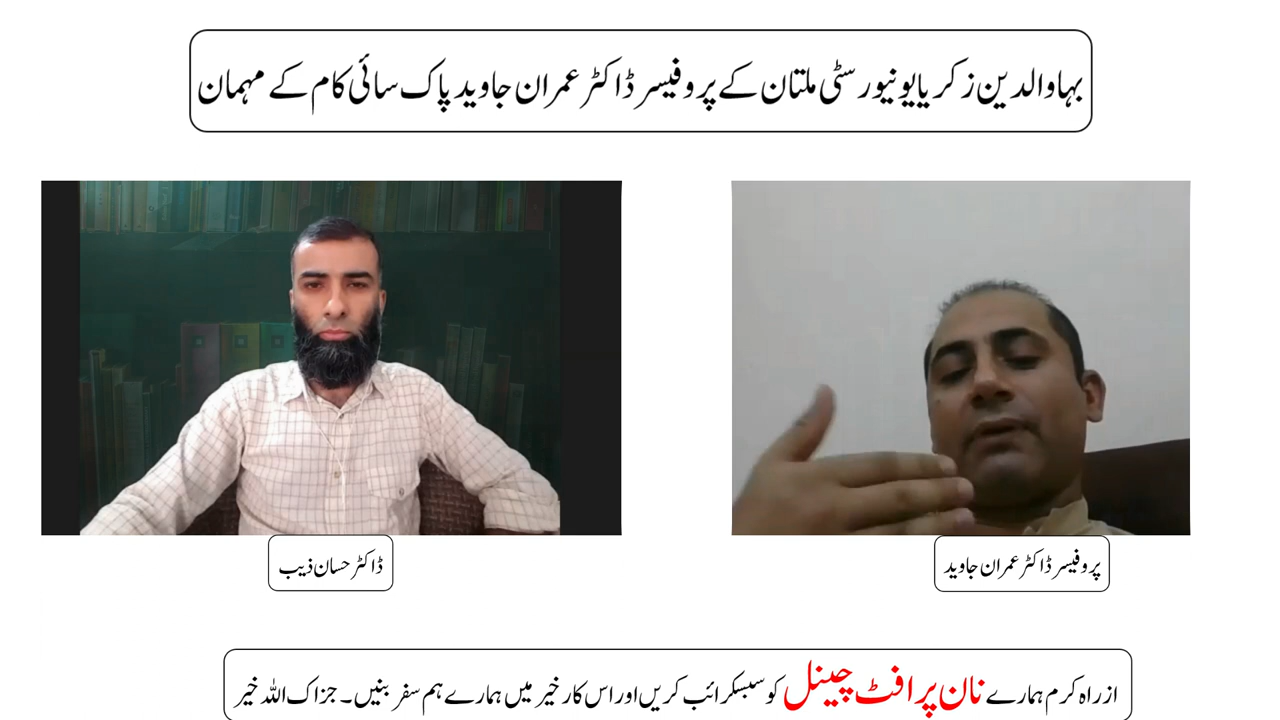 بہاوالدین زکریا یونیورسٹی ملتان کے پروفیسر ڈاکٹر عمران جاوید پاک سائی کام کے مہمان
ڈاکٹر حسان ذیب
پروفیسر ڈاکٹر عمران جاوید
ازراہ کرم ہمارے نان پرافٹ چینل کو سبسکرائب کریں اور اس کار خیر میں ہمارے ہم سفر بنیں۔ جزاک اللہ خیر